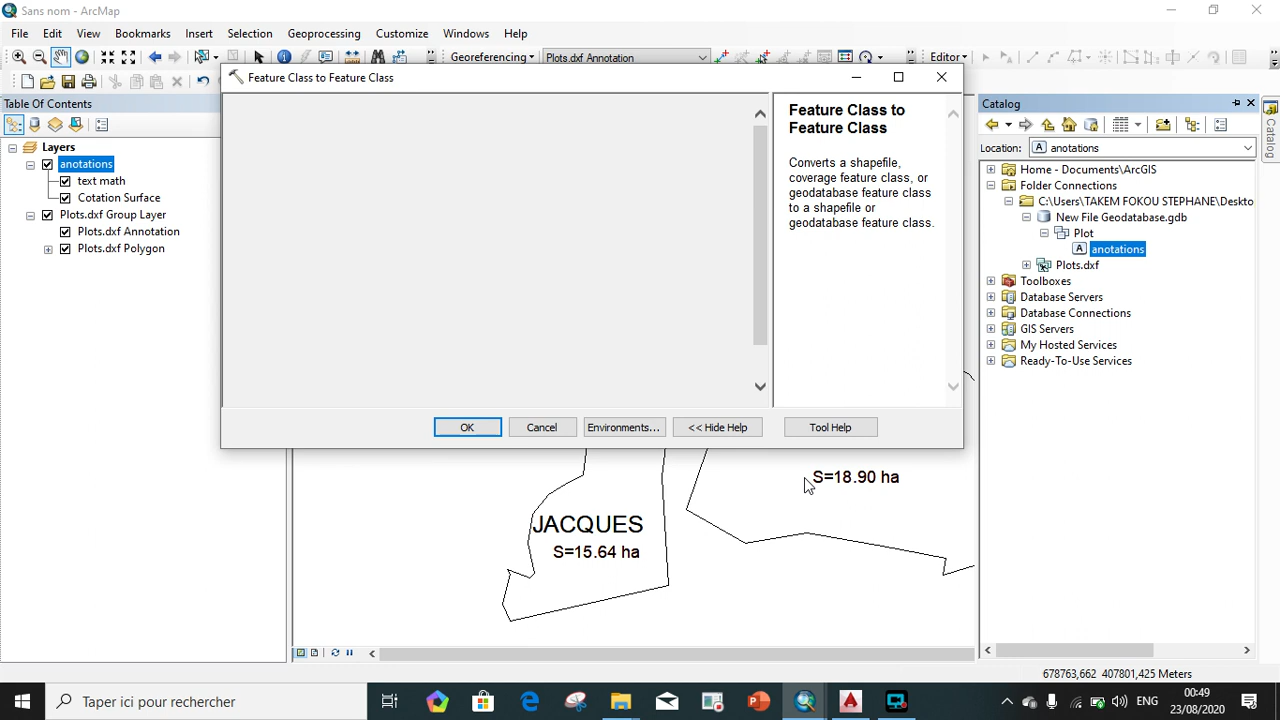 Sans nom - ArcMap
File Edit View Bookmarks Insert Selection Geoprocessing Customize Windows Help
Georeferencing Plots.dxf Annotation Editor
Feature Class to Feature Class
Table Of Contents
Layers
anotations
text math
Cotation Surface
Plots.dxf Group Layer
Plots.dxf Annotation
Plots.dxf Polygon
Feature Class to
Feature Class
Converts a shapefile,
coverage feature class, or
geodatabase feature class
to a shapefile or
geodatabase feature class.
OK Cancel Environments... << Hide Help Tool Help
S=18.90 ha
JACQUES
S=15.64 ha
Catalog
Location: anotations
Home - Documents\ArcGIS
Folder Connections
C:\Users\TAKEM FOKOU STEPHANE\Deskto
New File Geodatabase.gdb
Plot
anotations
Plots.dxf
Toolboxes
Database Servers
Database Connections
GIS Servers
My Hosted Services
Ready-To-Use Services
Catalog
678763,662 407801,425 Meters
Taper ici pour rechercher
ENG
00:49
23/08/2020